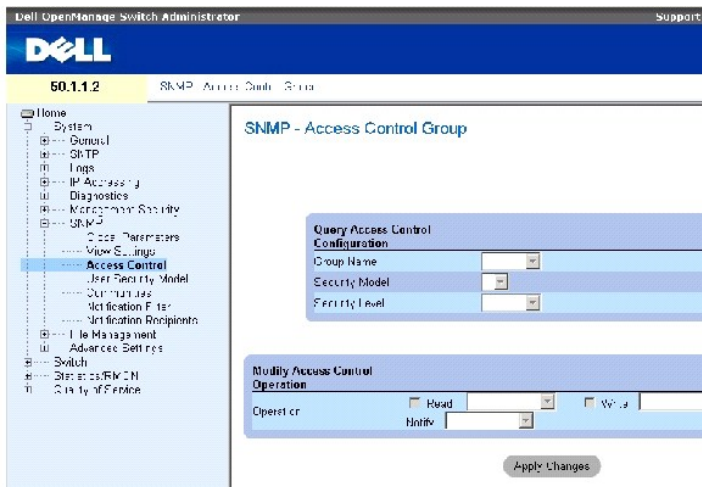 Dell OpenManage Switch Administrator
Support
DELL
50.1.1.2
SNMP
Home
System
General
SNTP
Logs
IP Addressing
Diagnostics
Management Security
SNMP
Global Parameters
View Settings
Access Control
User Security Model
Communities
Notification Filter
Notification Recipients
File Management
Advanced Settings
Switch
Statistics/RMON
Quality of Service
SNMP - Access Control Group
Query Access Control
Configuration
Group Name
Security Model
Security Level
Modify Access Control
Operation
Operation
Read
Write
Notify
Apply Changes